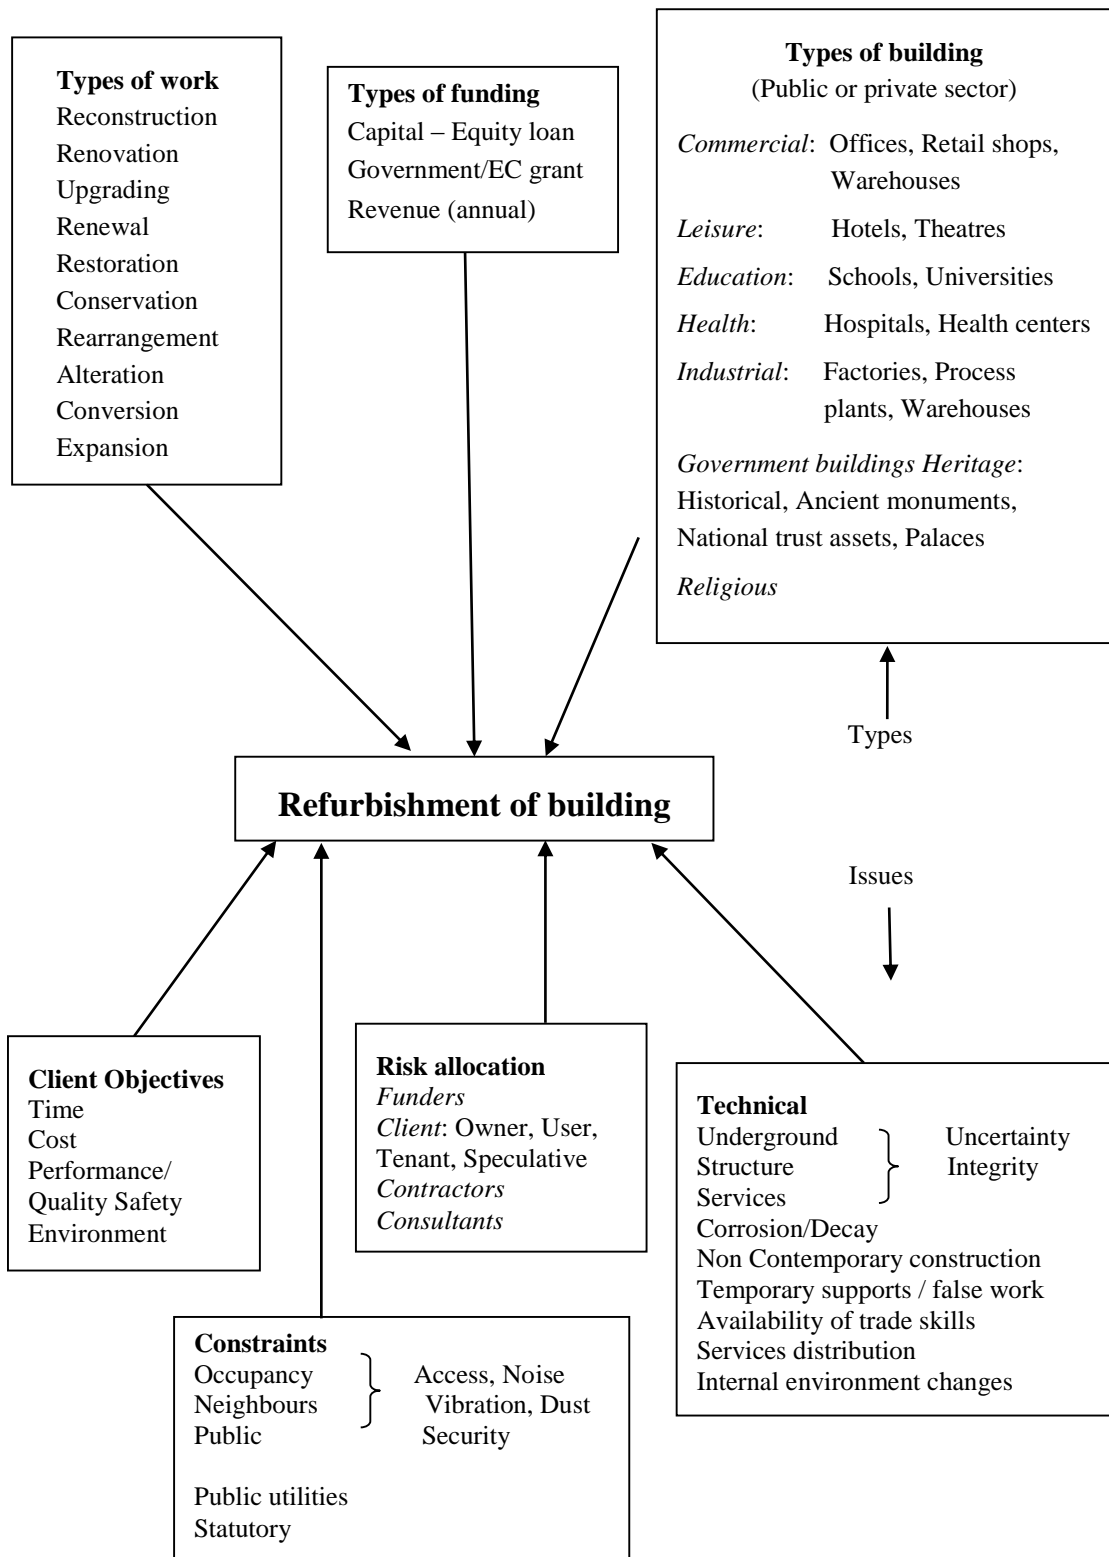 Types of work
Reconstruction
Renovation
Upgrading
Renewal
Restoration
Conservation
Rearrangement
Alteration
Conversion
Expansion
Types of funding
Capital – Equity loan
Government/EC grant
Revenue (annual)
Types of building
(Public or private sector)
Commercial: Offices, Retail shops,
Warehouses
Leisure: Hotels, Theatres
Education: Schools, Universities
Health: Hospitals, Health centers
Industrial: Factories, Process
plants, Warehouses
Government buildings Heritage:
Historical, Ancient monuments,
National trust assets, Palaces
Religious
Types
Refurbishment of building
Issues
Client Objectives
Time
Cost
Performance/
Quality Safety
Environment
Risk allocation
Funders
Client: Owner, User,
Tenant, Speculative
Contractors
Consultants
Technical
Underground Uncertainty
Structure Integrity
Services
Corrosion/Decay
Non Contemporary construction
Temporary supports / false work
Availability of trade skills
Services distribution
Internal environment changes
Constraints
Occupancy Access, Noise
Neighbours Vibration, Dust
Public Security
Public utilities
Statutory